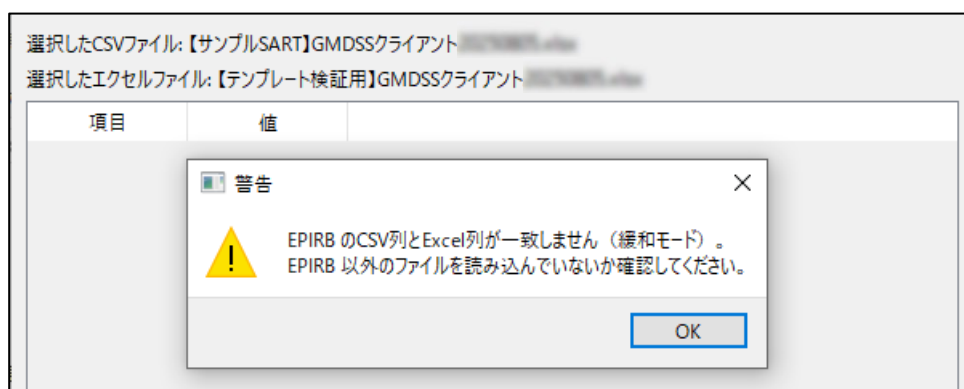 選択したCSVファイル:【サンプルSART】GMDSSクライアント
選択したエクセルファイル:【テンプレート検証用】GMDSSクライアント
項目 値
警告
EPIRB のCSV列とExcel列が一致しません（緩和モード）。
EPIRB 以外のファイルを読み込んでいないか確認してください。
OK